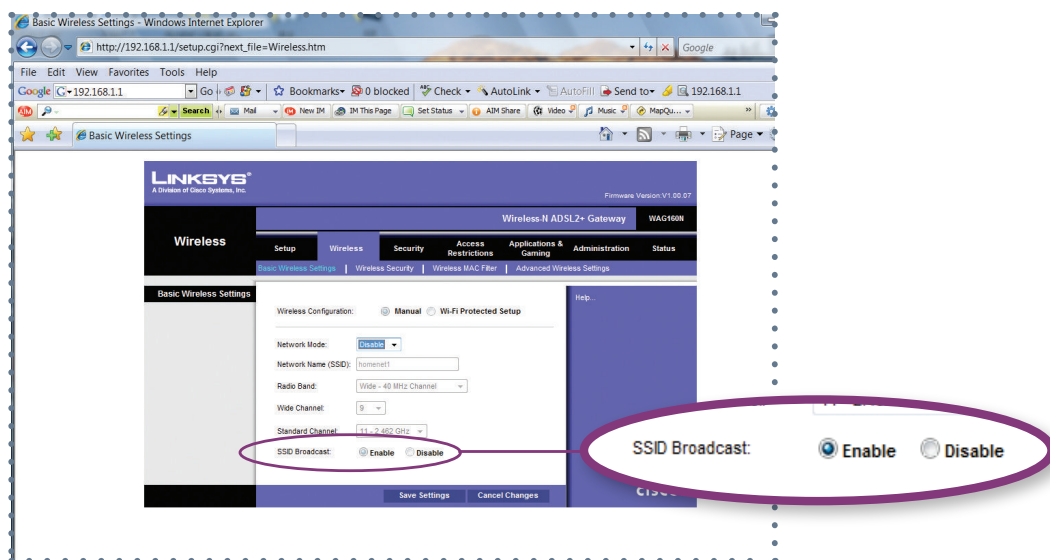 Basic Wireless Settings - Windows Internet Explorer
http://192.168.1.1/setup.cgi?next_file=Wireless.htm
Google
File Edit View Favorites Tools Help
Google 192.168.1.1 Go Bookmarks 0 blocked Check AutoLink AutoFill Send to 192.168.1.1
AIM Search Mail New IM IM This Page Set Status AIM Share Video Music MapQu... »
Basic Wireless Settings Page
LINKSYS®
A Division of Cisco Systems, Inc.
Firmware Version:V1.00.07
Wireless-N ADSL2+ Gateway WAG160N
Wireless
Setup Wireless Security Access Restrictions Applications & Gaming Administration Status
Basic Wireless Settings | Wireless Security | Wireless MAC Filter | Advanced Wireless Settings
Basic Wireless Settings
Help...
Wireless Configuration: Manual Wi-Fi Protected Setup
Network Mode: Disable
Network Name (SSID): homenet1
Radio Band: Wide - 40 MHz Channel
Wide Channel: 9
Standard Channel: 11 - 2.462 GHz
SSID Broadcast: Enable Disable
SSID Broadcast: Enable Disable
Save Settings Cancel Changes